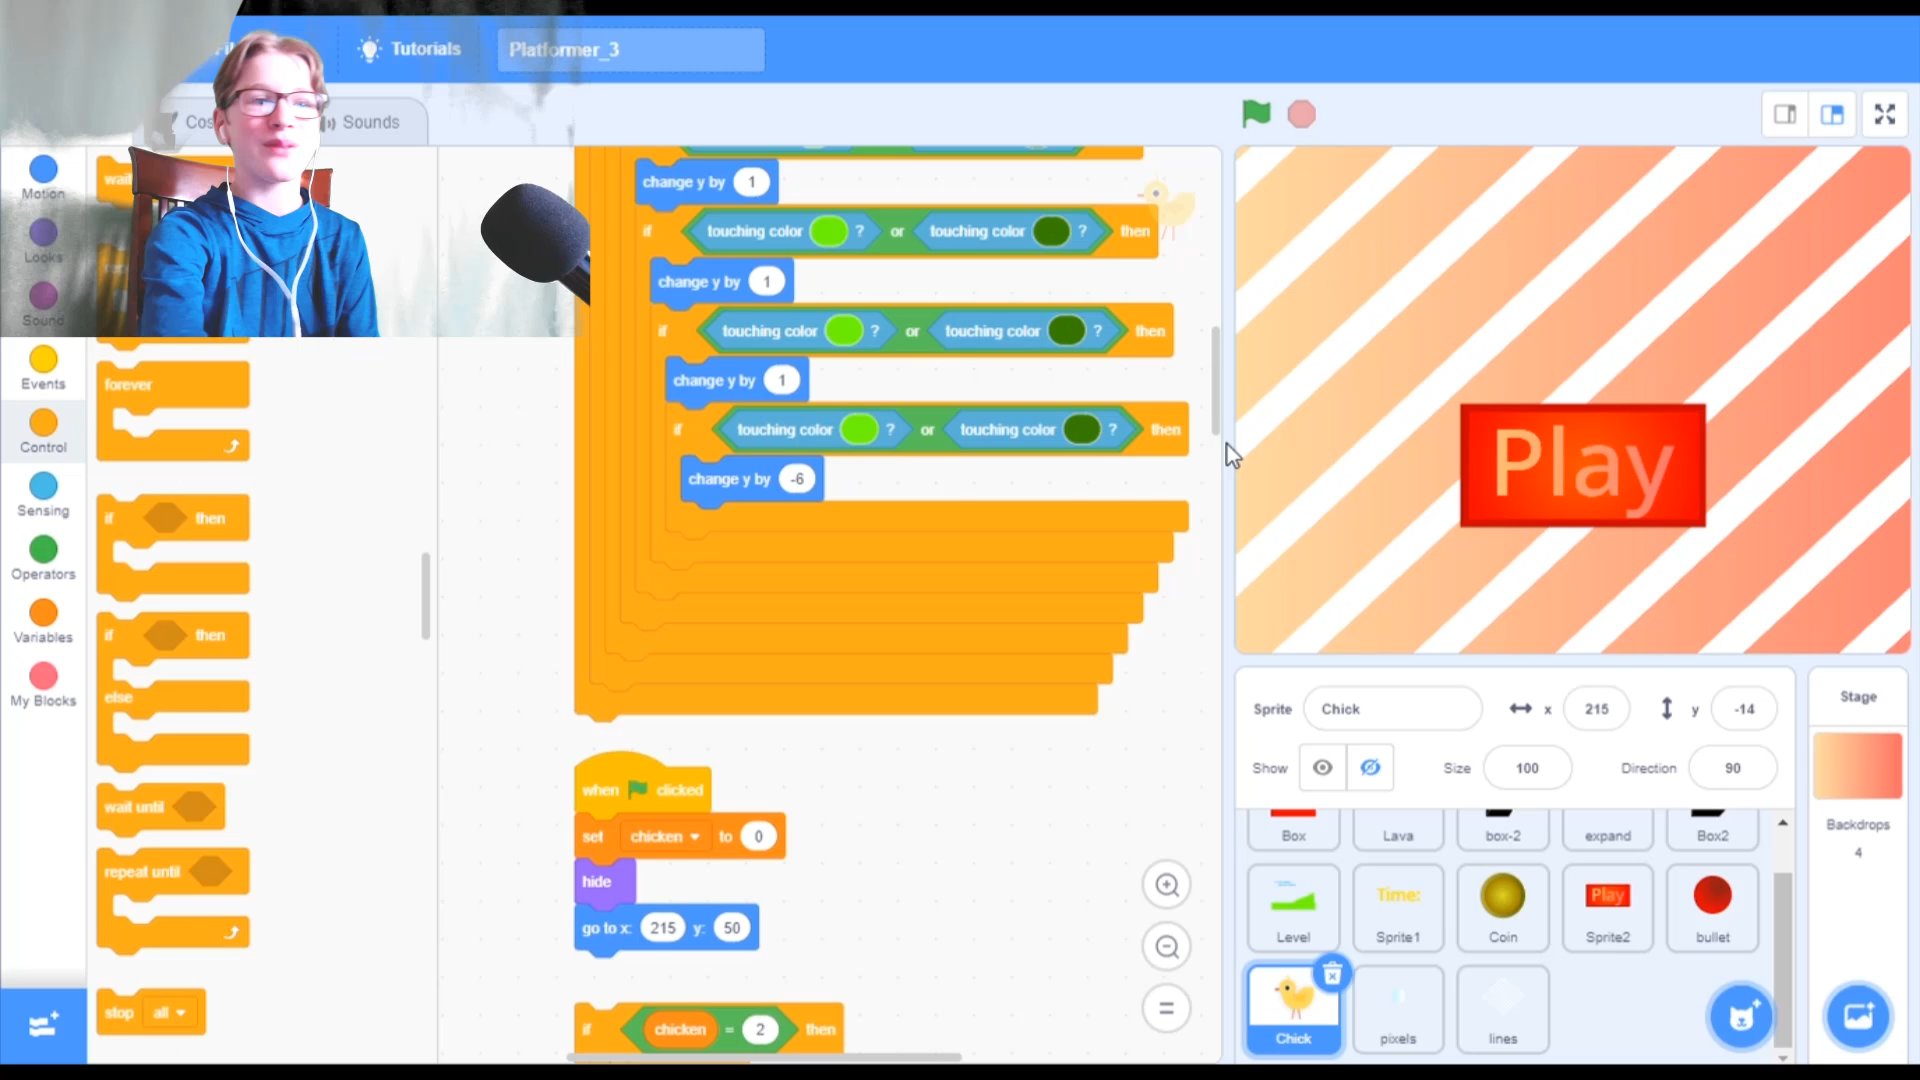 Tutorials
Platformer_3
Sounds
Motion
Looks
Sound
Events
Control
Sensing
Operators
Variables
My Blocks
wait
forever
if then
if then
else
wait until
repeat until
stop all
change y by 1
if touching color ? or touching color ? then
change y by 1
if touching color ? or touching color ? then
change y by 1
if touching color ? or touching color ? then
change y by -6
when clicked
set chicken to 0
hide
go to x: 215 y: 50
if chicken = 2 then
Play
Sprite Chick x 215 y -14
Show Size 100 Direction 90
Box Lava box-2 expand Box2
Time: Play
Level Sprite1 Coin Sprite2 bullet
Chick pixels lines
Stage
Backdrops
4